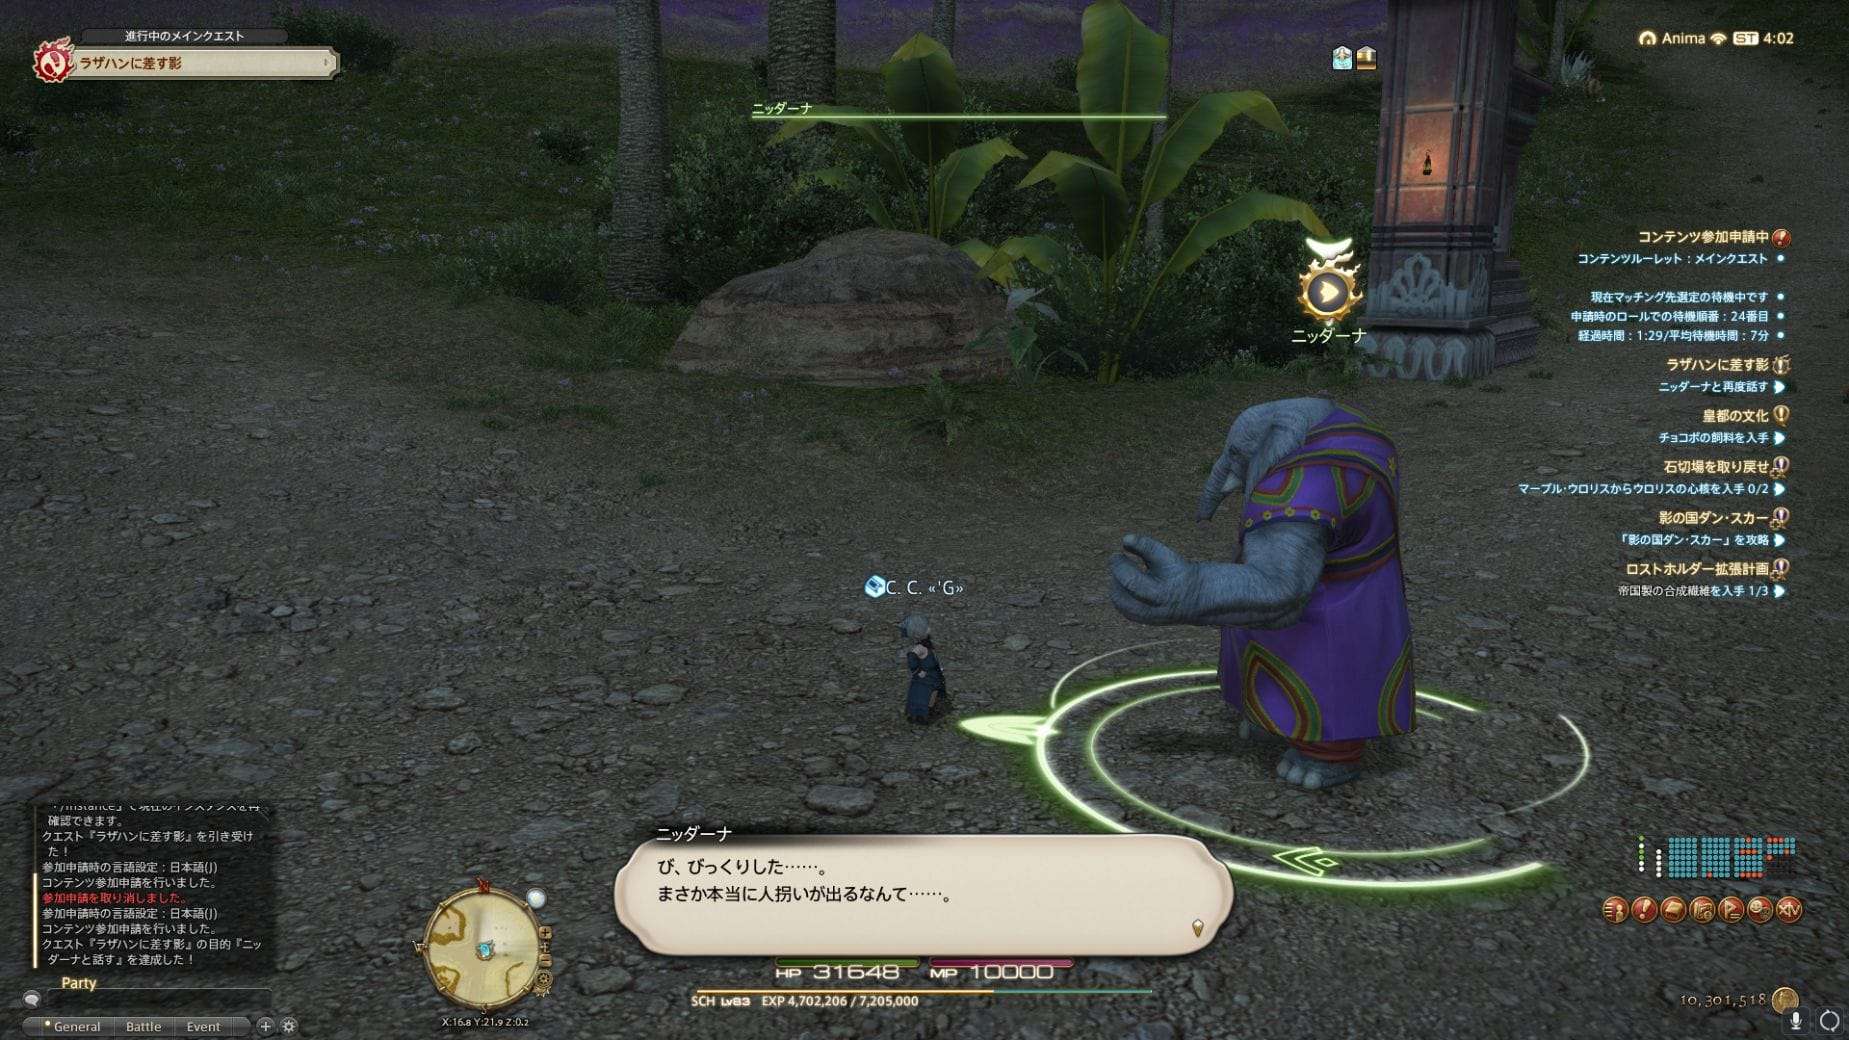 進行中のメインクエスト
ラザハンに差す影
Anima ST 4:02
ニッダーナ
ニッダーナ
コンテンツ参加申請中
コンテンツルーレット：メインクエスト
現在マッチング先選定の待機中です
申請時のロールでの待機順番：24番目
経過時間：1:29/平均待機時間：7分
ラザハンに差す影
ニッダーナと再度話す
皇都の文化
チョコボの飼料を入手
石切場を取り戻せ
マーブル・ウロリスからウロリスの心核を入手 0/2
影の国ダン・スカー
「影の国ダン・スカー」を攻略
ロストホルダー拡張計画
帝国製の合成繊維を入手 1/3
C. C. «'G»
ニッダーナ
び、びっくりした……。
まさか本当に人拐いが出るなんて……。
確認できます。
クエスト『ラザハンに差す影』を引き受け
た！
参加申請時の言語設定：日本語(J)
コンテンツ参加申請を行いました。
参加申請を取り消しました。
参加申請時の言語設定：日本語(J)
コンテンツ参加申請を行いました。
クエスト『ラザハンに差す影』の目的『ニッ
ダーナと話す』を達成した！
Party
General Battle Event
X:16.8 Y:21.9 Z:0.2
HP 31648 MP 10000
SCH Lv83 EXP 4,702,206 / 7,205,000
XIV
10,301,518